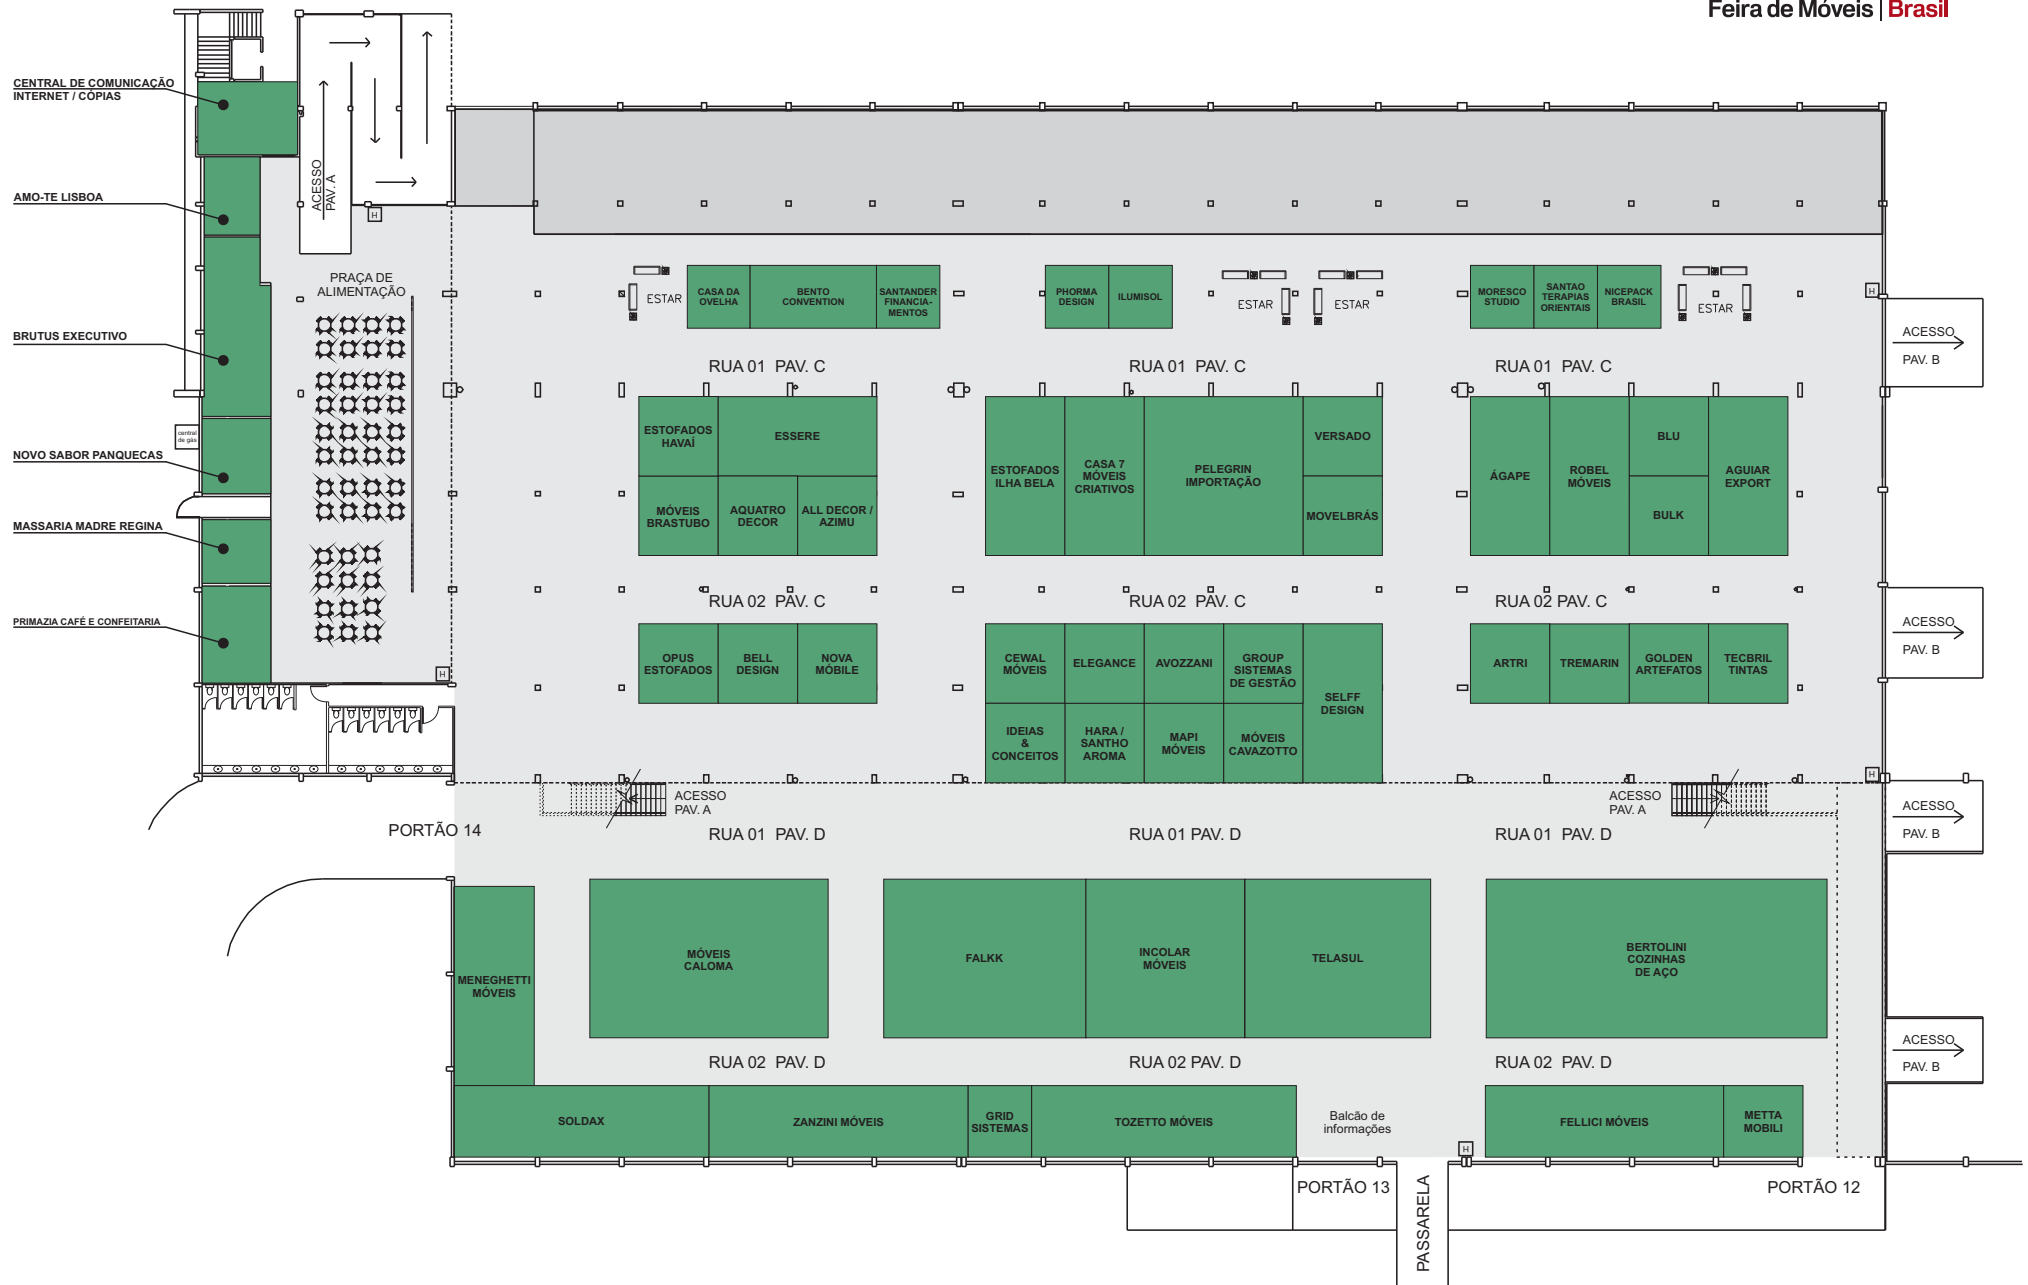 Feira de Móveis | Brasil
CENTRAL DE COMUNICAÇÃO
INTERNET / CÓPIAS
AMO-TE LISBOA
BRUTUS EXECUTIVO
NOVO SABOR PANQUECAS
MASSARIA MADRE REGINA
PRIMAZIA CAFÉ E CONFEITARIA
central
de gás
ACESSO
PAV. A
H
PRAÇA DE
ALIMENTAÇÃO
H
ESTAR
CASA DA
OVELHA
BENTO
CONVENTION
SANTANDER
FINANCIA-
MENTOS
PHORMA
DESIGN
ILUMISOL
ESTAR
ESTAR
MORESCO
STUDIO
SANTAO
TERAPIAS
ORIENTAIS
NICEPACK
BRASIL
ESTAR
H
ACESSO
PAV. B
RUA 01 PAV. C
RUA 01 PAV. C
RUA 01 PAV. C
ESTOFADOS
HAVAÍ
ESSERE
MÓVEIS
BRASTUBO
AQUATRO
DECOR
ALL DECOR /
AZIMU
ESTOFADOS
ILHA BELA
CASA 7
MÓVEIS
CRIATIVOS
PELEGRIN
IMPORTAÇÃO
VERSADO
MOVELBRÁS
ÁGAPE
ROBEL
MÓVEIS
BLU
BULK
AGUIAR
EXPORT
RUA 02 PAV. C
RUA 02 PAV. C
RUA 02 PAV. C
ACESSO
PAV. B
OPUS
ESTOFADOS
BELL
DESIGN
NOVA
MÓBILE
CEWAL
MÓVEIS
ELEGANCE
AVOZZANI
GROUP
SISTEMAS
DE GESTÃO
SELFF
DESIGN
IDEIAS
&
CONCEITOS
HARA /
SANTHO
AROMA
MAPI
MÓVEIS
MÓVEIS
CAVAZOTTO
ARTRI
TREMARIN
GOLDEN
ARTEFATOS
TECBRIL
TINTAS
H
ACESSO
PAV. A
ACESSO
PAV. A
ACESSO
PAV. B
PORTÃO 14
RUA 01 PAV. D
RUA 01 PAV. D
RUA 01 PAV. D
MENEGHETTI
MÓVEIS
MÓVEIS
CALOMA
FALKK
INCOLAR
MÓVEIS
TELASUL
BERTOLINI
COZINHAS
DE AÇO
RUA 02 PAV. D
RUA 02 PAV. D
RUA 02 PAV. D
ACESSO
PAV. B
SOLDAX
ZANZINI MÓVEIS
GRID
SISTEMAS
TOZETTO MÓVEIS
Balcão de
informações
FELLICI MÓVEIS
METTA
MOBILI
H
PORTÃO 13
PASSARELA
PORTÃO 12